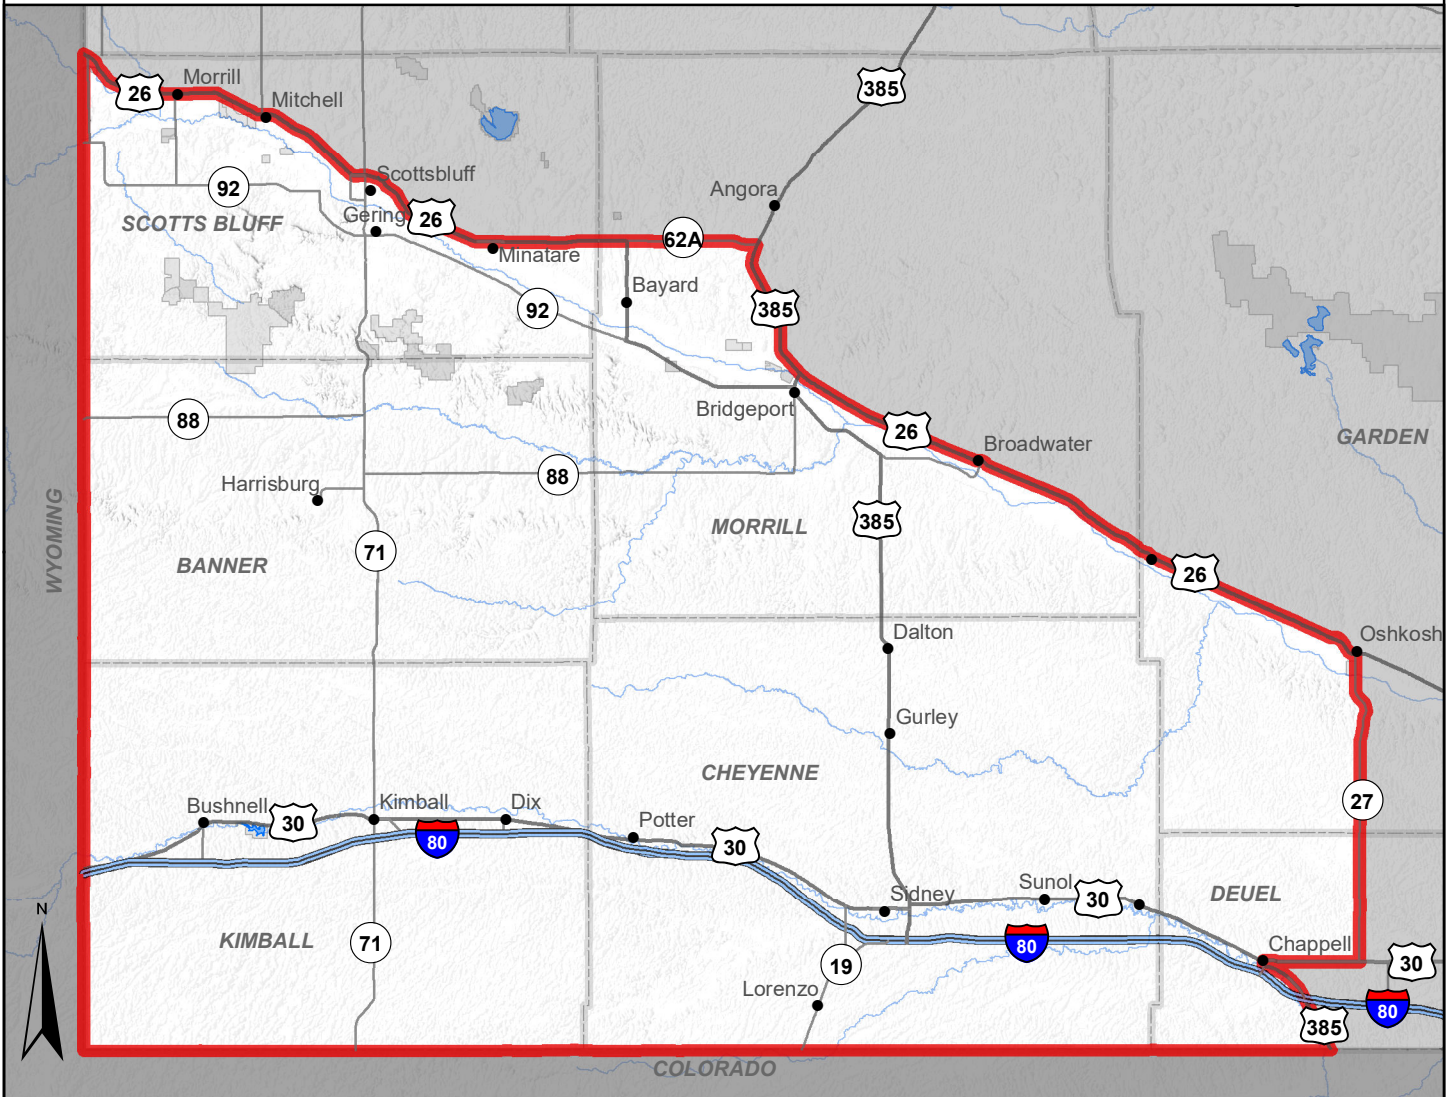 385
26
Morrill
Mitchell
Scottsbluff
92
Angora
SCOTTS BLUFF
Gering
26
62A
Minatare
Bayard
385
92
88
Bridgeport
26
Broadwater
GARDEN
88
Harrisburg
WYOMING
MORRILL
385
71
BANNER
26
Dalton
Oshkosh
Gurley
CHEYENNE
27
Bushnell
30
Kimball
Dix
80
Potter
30
Sidney
Sunol
30
DEUEL
N
KIMBALL
71
80
Chappell
30
19
Lorenzo
80
385
COLORADO